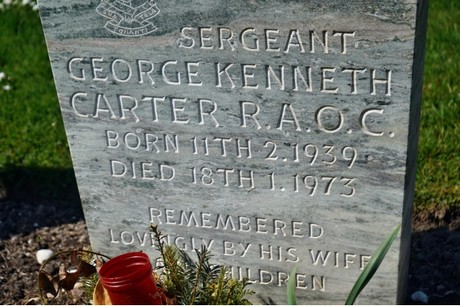 SERGEANT
GEORGE KENNETH
CARTER R.A.O.C.
BORN 11TH 2.1939
DIED 18TH 1.1973
REMEMBERED
LOVINGLY BY HIS WIFE
CHILDREN